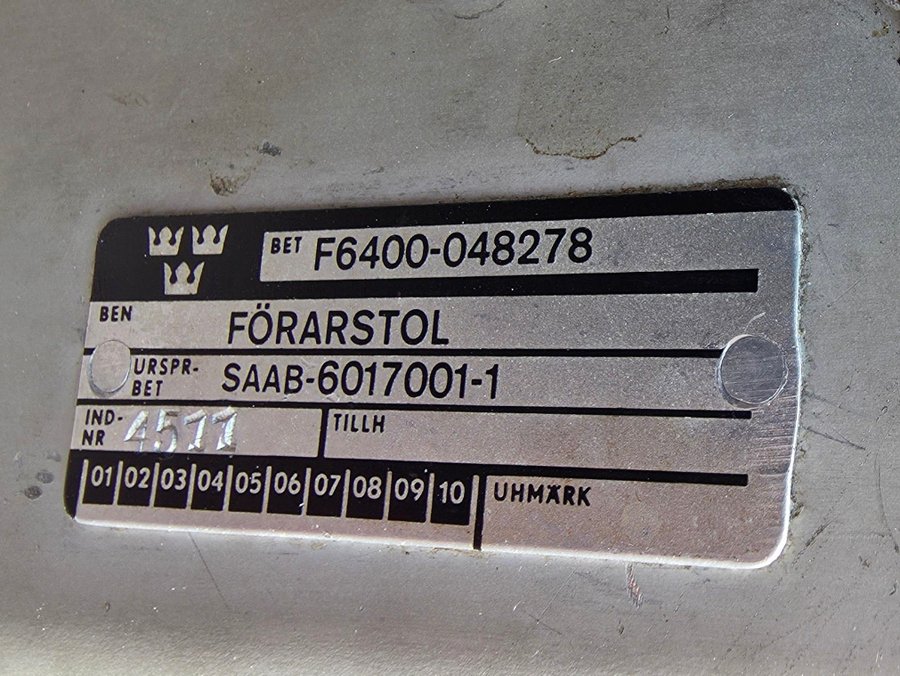 BET F6400-048278
BEN FÖRARSTOL
URSPR-BET SAAB-6017001-1
IND-NR 4511 TILLH
01 02 03 04 05 06 07 08 09 10 UHMÄRK